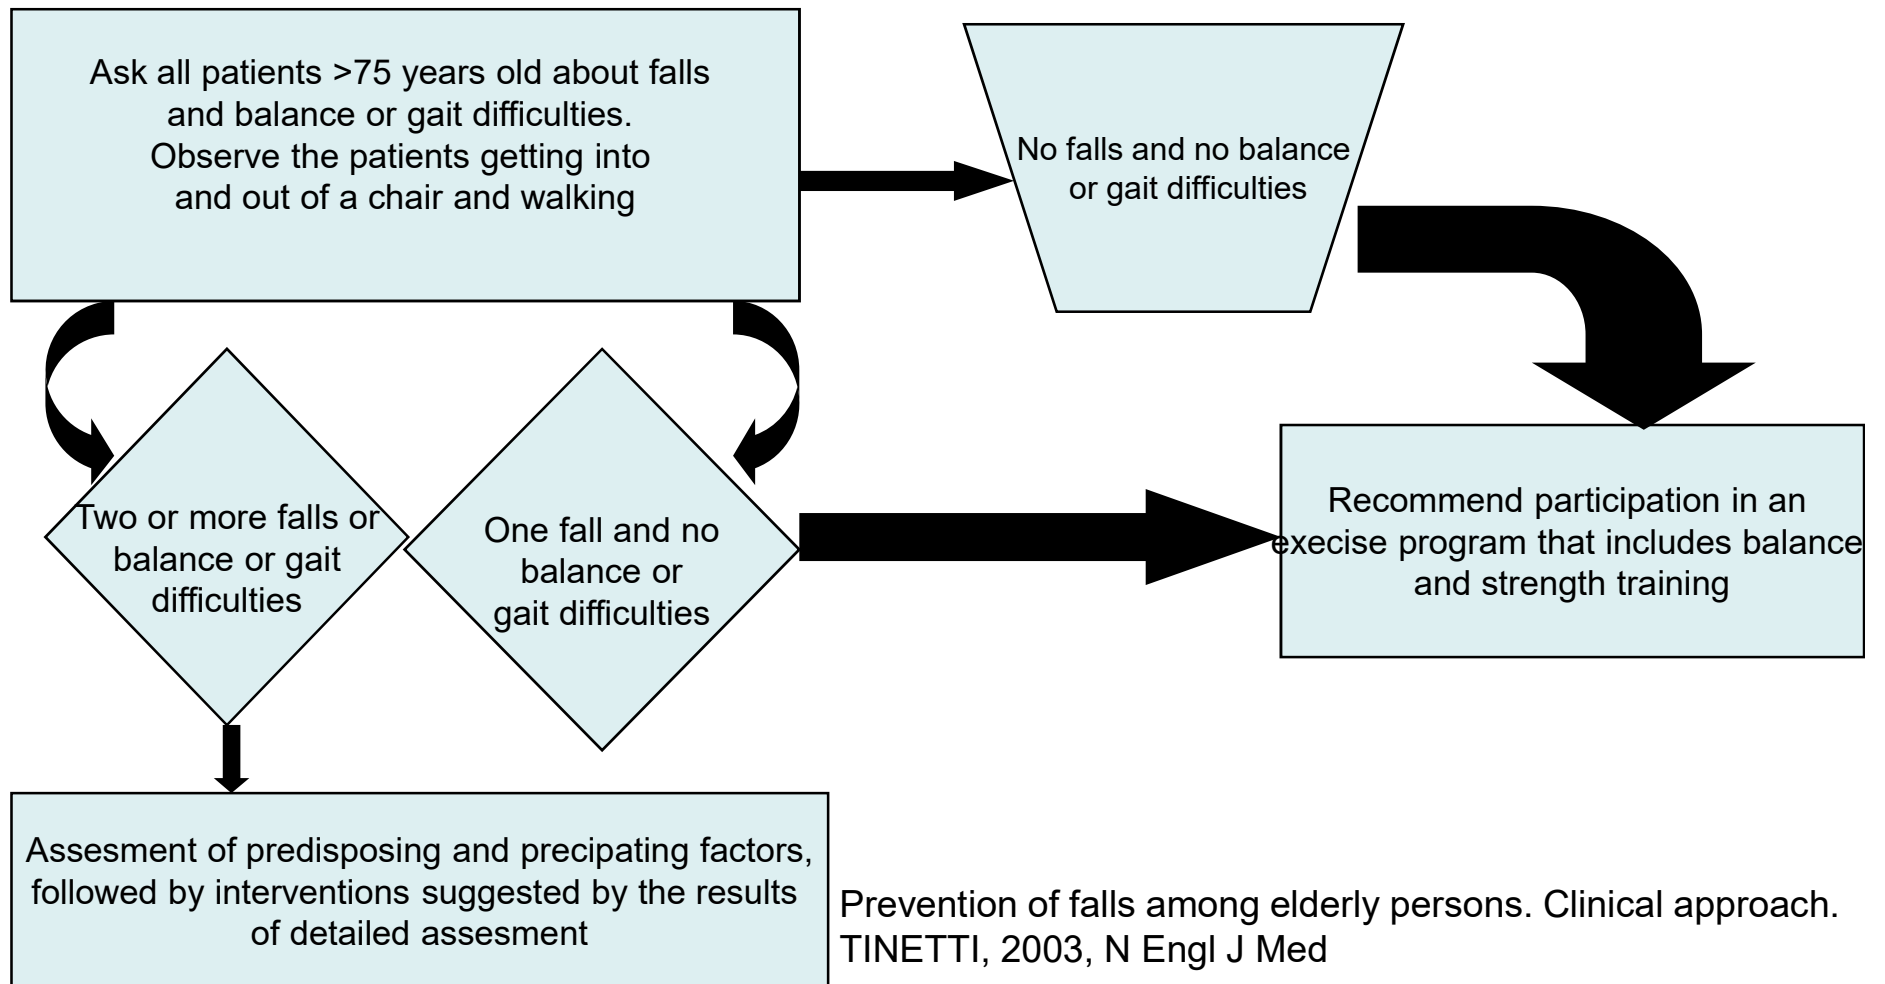 Ask all patients >75 years old about falls
and balance or gait difficulties.
Observe the patients getting into
and out of a chair and walking
No falls and no balance
or gait difficulties
Two or more falls or
balance or gait
difficulties
One fall and no
balance or
gait difficulties
Recommend participation in an
execise program that includes balance
and strength training
Assesment of predisposing and precipating factors,
followed by interventions suggested by the results
of detailed assesment
Prevention of falls among elderly persons. Clinical approach.
TINETTI, 2003, N Engl J Med